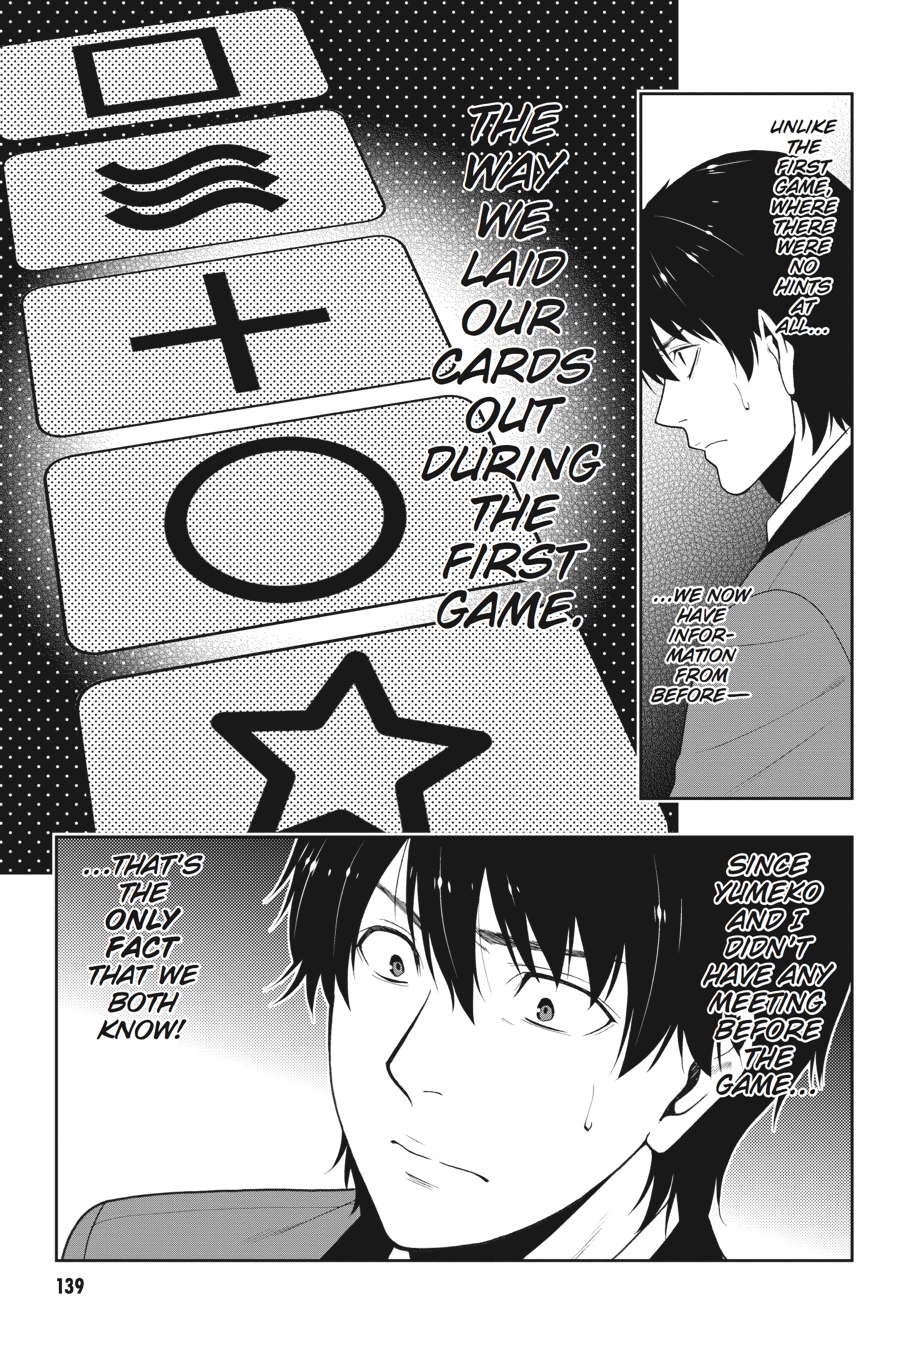 UNLIKE
THE
FIRST
GAME,
WHERE
THERE
WERE
NO
HINTS
AT
ALL...
...WE NOW
HAVE
INFOR-
MATION
FROM
BEFORE—
THE
WAY
WE
LAID
OUR
CARDS
OUT
DURING
THE
FIRST
GAME.
SINCE
YUMEKO
AND I
DIDN'T
HAVE ANY
MEETING
BEFORE
THE
GAME...
...THAT'S
THE
ONLY
FACT
THAT WE
BOTH
KNOW!
139